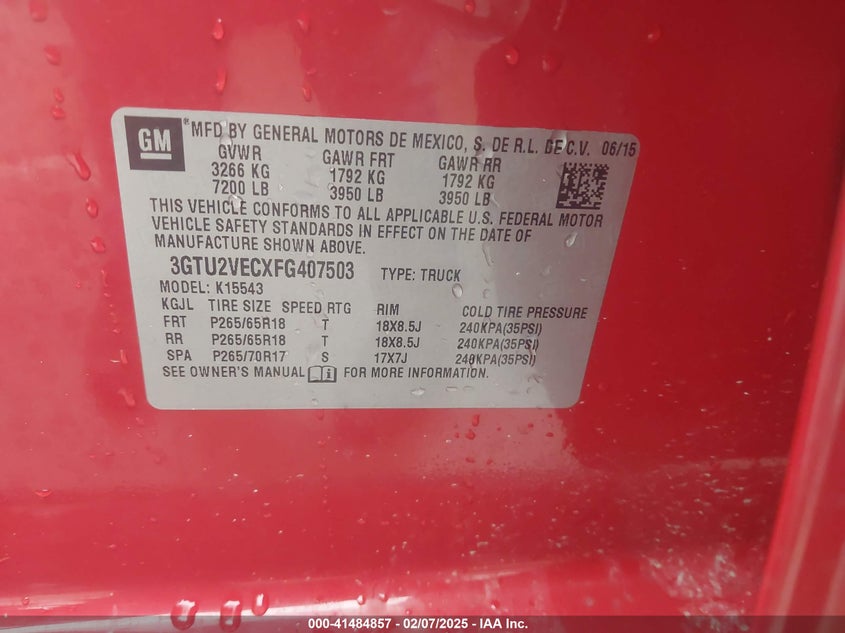 GM
®MFD BY GENERAL MOTORS DE MEXICO, S. DE R.L. DE C.V. 06/15
GVWR GAWR FRT GAWR RR
3266 KG 1792 KG 1792 KG
7200 LB 3950 LB 3950 LB
THIS VEHICLE CONFORMS TO ALL APPLICABLE U.S. FEDERAL MOTOR
VEHICLE SAFETY STANDARDS IN EFFECT ON THE DATE OF
MANUFACTURE SHOWN ABOVE.
3GTU2VECXFG407503 TYPE: TRUCK
MODEL: K15543
KGJL TIRE SIZE SPEED RTG RIM COLD TIRE PRESSURE
FRT P265/65R18 T 18X8.5J 240KPA(35PSI)
RR P265/65R18 T 18X8.5J 240KPA(35PSI)
SPA P265/70R17 S 17X7J 240KPA(35PSI)
SEE OWNER'S MANUAL FOR MORE INFORMATION.
000-41484857 - 02/07/2025 - IAA Inc.